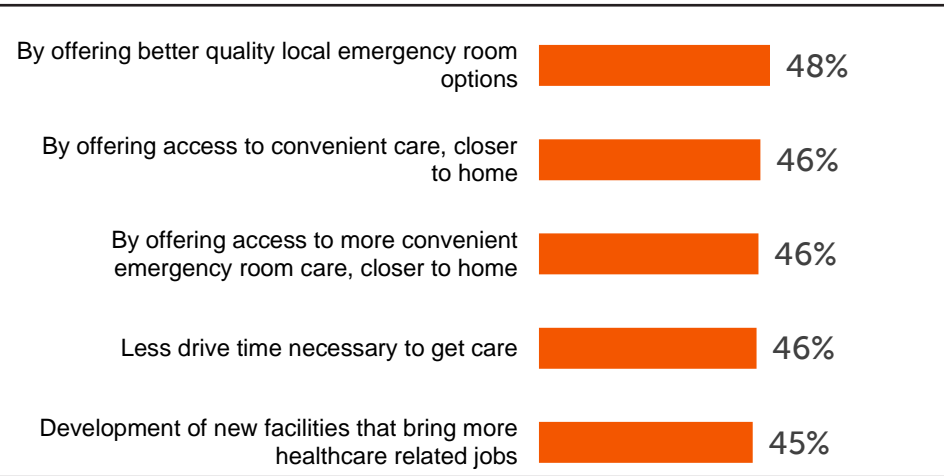 By offering better quality local emergency room
options
48%
By offering access to convenient care, closer
to home
46%
By offering access to more convenient
emergency room care, closer to home
46%
Less drive time necessary to get care
46%
Development of new facilities that bring more
healthcare related jobs
45%